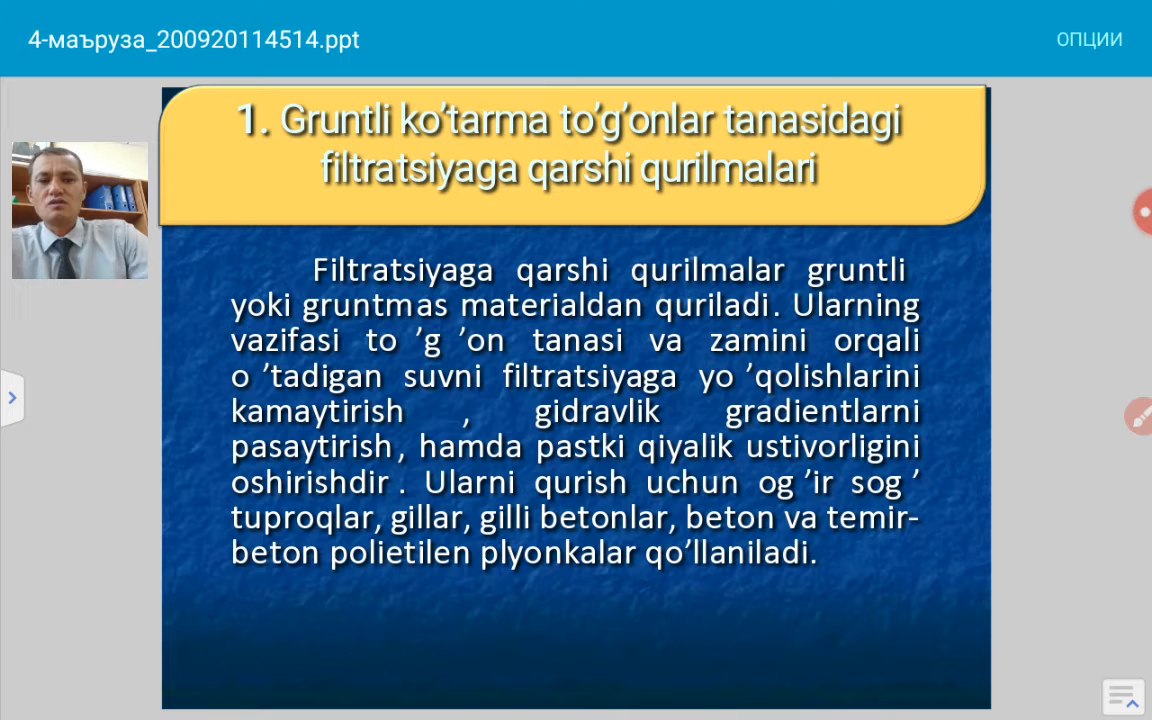 4-маъруза_200920114514.ppt
ОПЦИИ
1. Gruntli ko’tarma to’g’onlar tanasidagi
filtratsiyaga qarshi qurilmalari
Filtratsiyaga qarshi qurilmalar gruntli
yoki gruntmas materialdan quriladi. Ularning
vazifasi to ’g ’on tanasi va zamini orqali
o ’tadigan suvni filtratsiyaga yo ’qolishlarini
kamaytirish , gidravlik gradientlarni
pasaytirish, hamda pastki qiyalik ustivorligini
oshirishdir . Ularni qurish uchun og ’ir sog ’
tuproqlar, gillar, gilli betonlar, beton va temir-
beton polietilen plyonkalar qo’llaniladi.